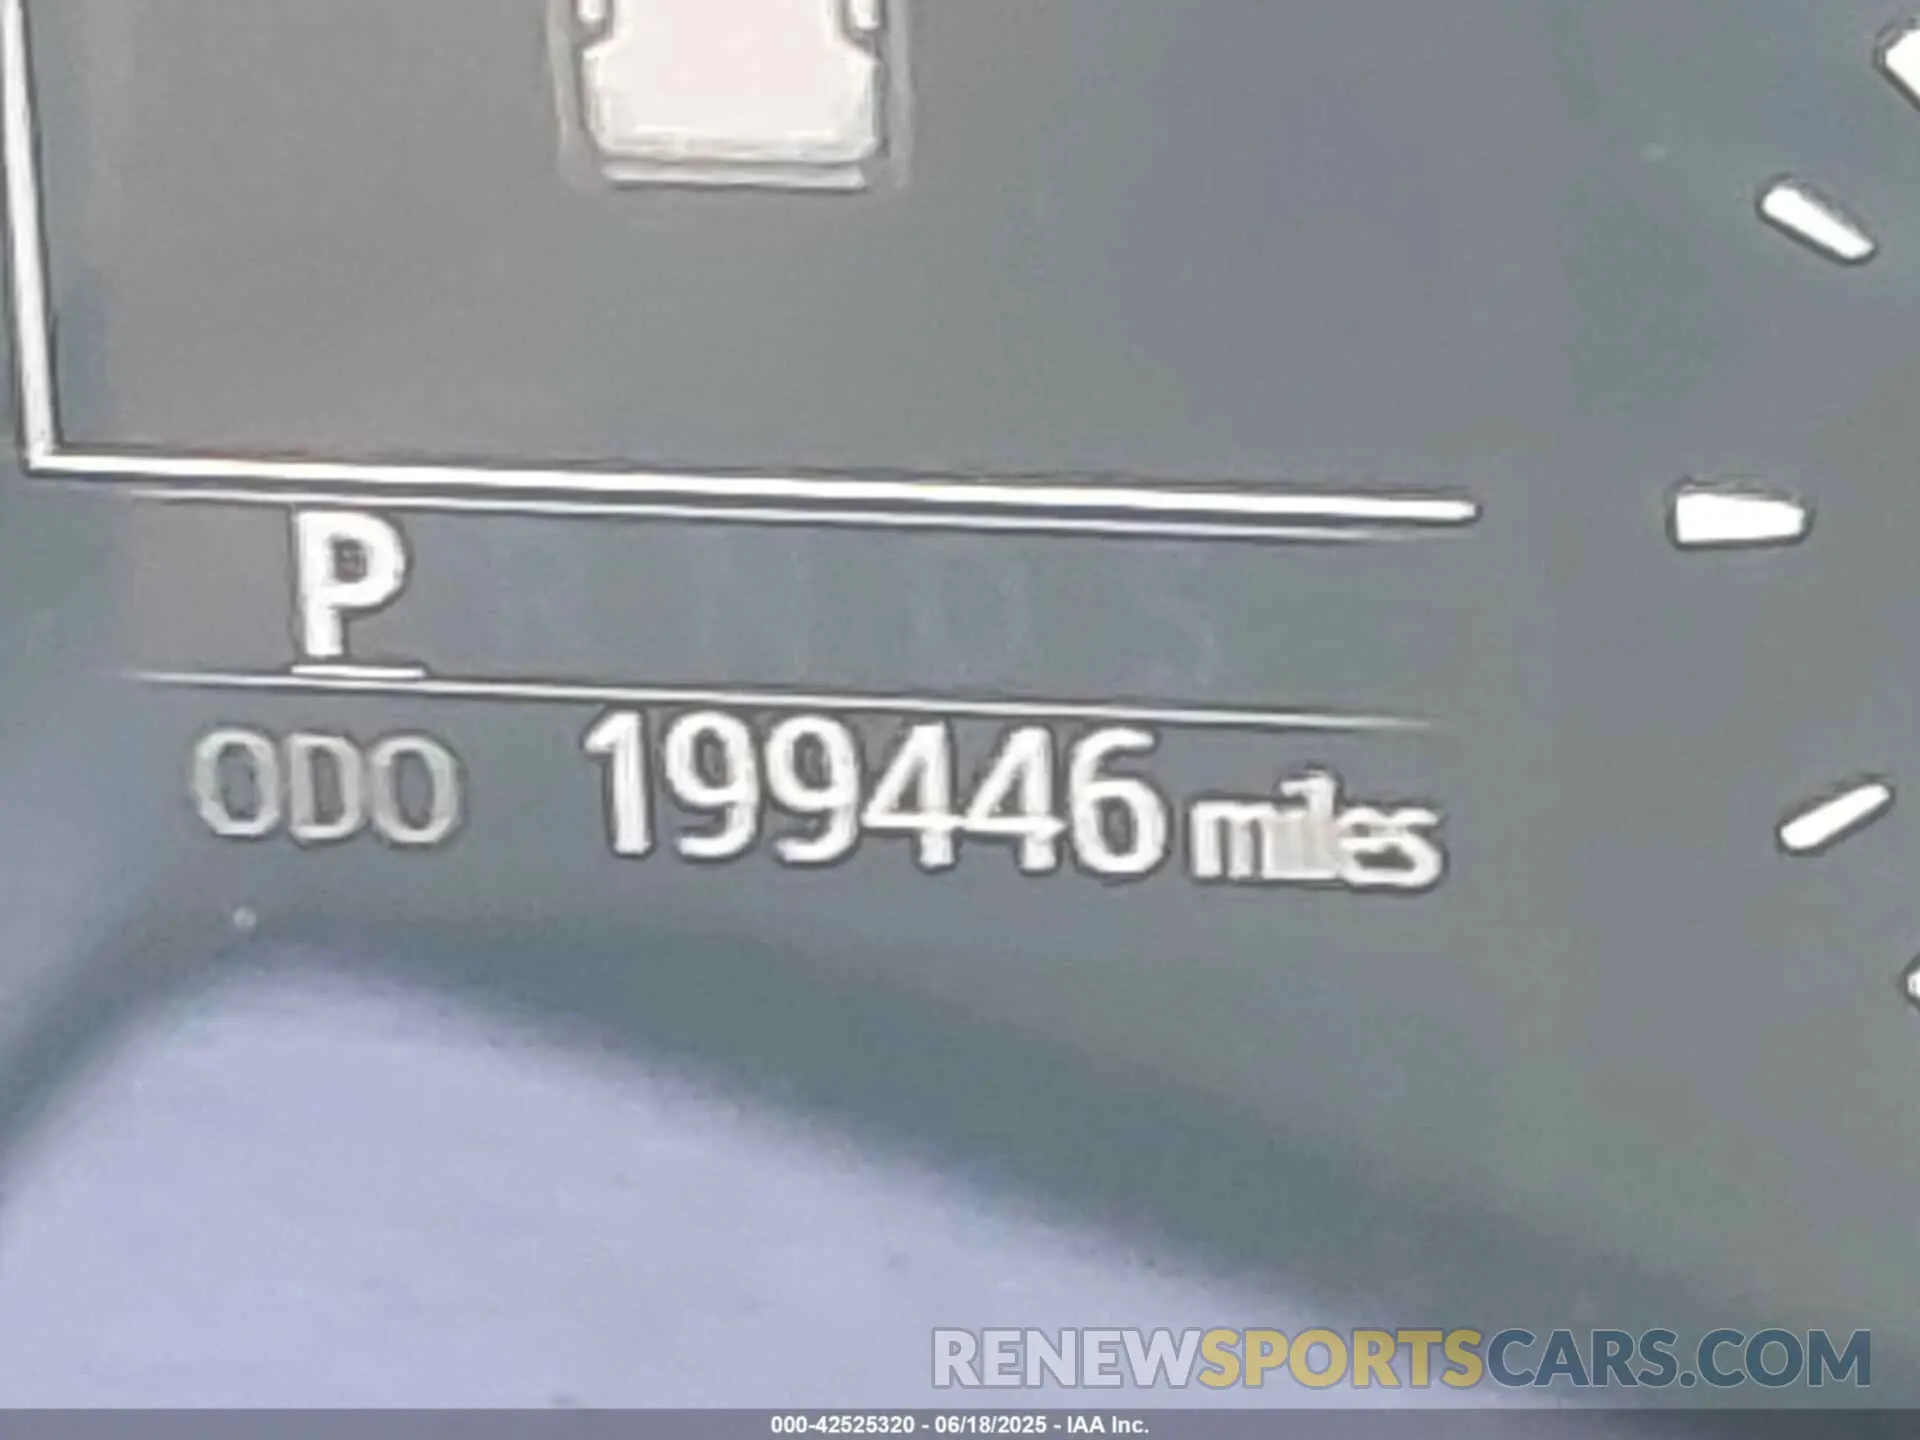 P
ODO 199446 miles
RENEWSPORTSCARS.COM
000-42525320 - 06/18/2025 - IAA Inc.